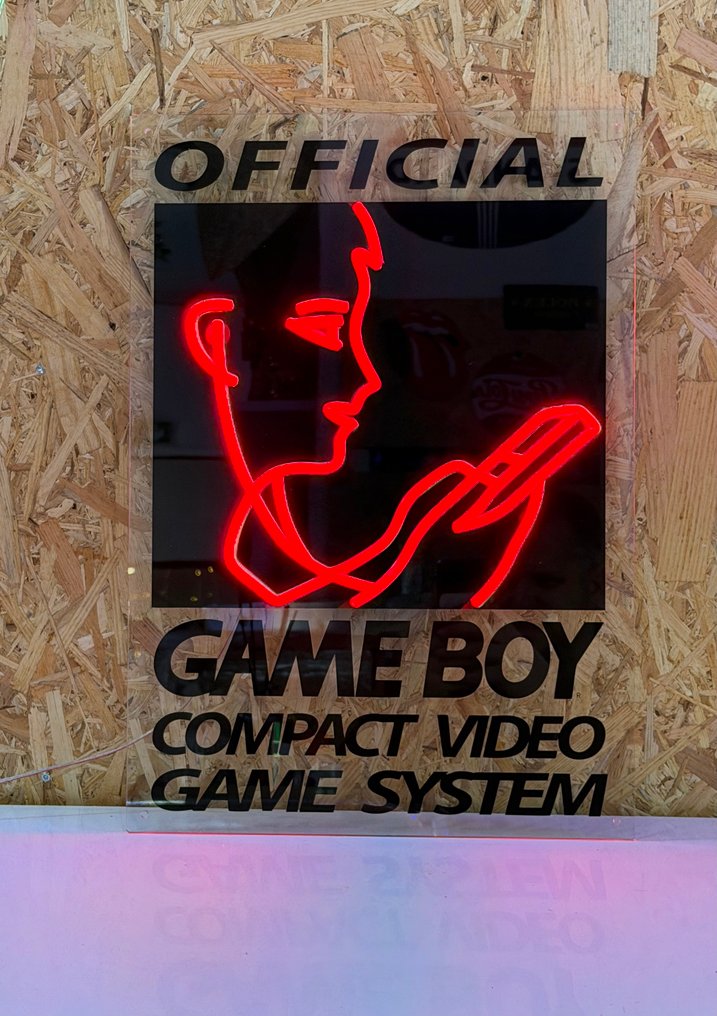 OFFICIAL
GAME BOY
COMPACT VIDEO
GAME SYSTEM